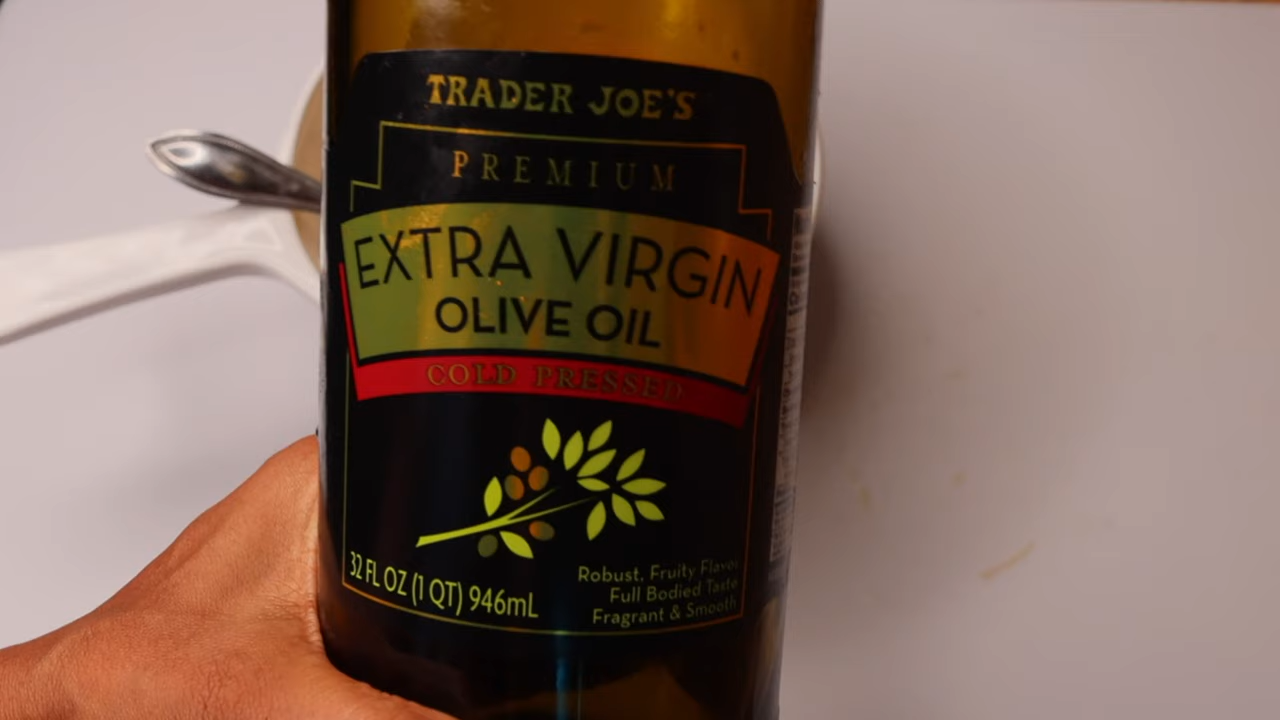 TRADER JOE'S
PREMIUM
EXTRA VIRGIN
OLIVE OIL
COLD PRESSED
32 FL OZ (1 QT) 946mL
Robust, Fruity Flavor
Full Bodied Taste
Fragrant & Smooth